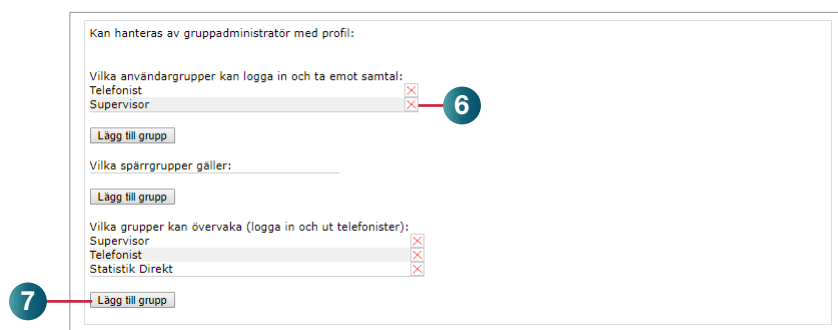 Kan hanteras av gruppadministratör med profil:
Vilka användargrupper kan logga in och ta emot samtal:
Telefonist
Supervisor
6
Lägg till grupp
Vilka spärrgrupper gäller:
Lägg till grupp
Vilka grupper kan övervaka (logga in och ut telefonister):
Supervisor
Telefonist
Statistik Direkt
7
Lägg till grupp